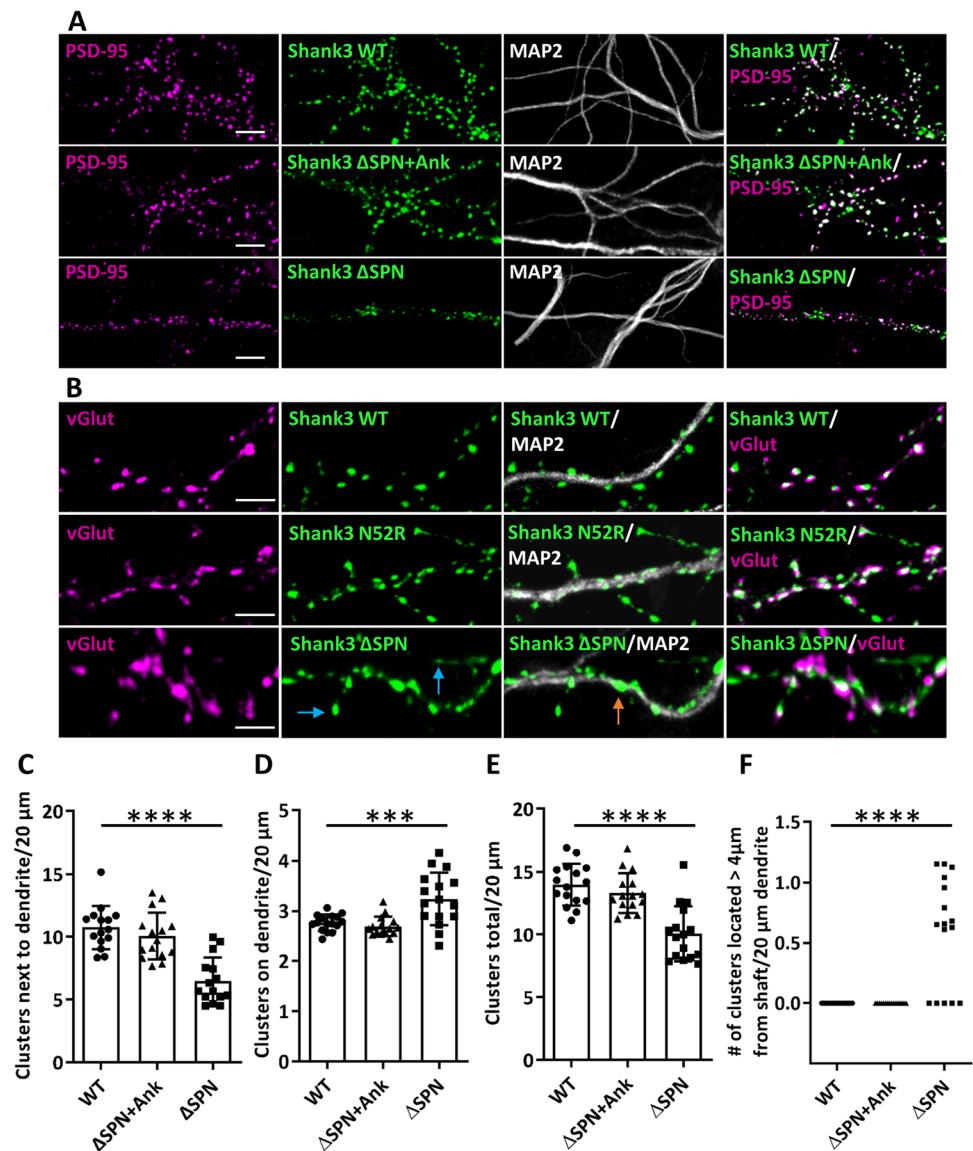 A
PSD-95
Shank3 WT
MAP2
Shank3 WT/
PSD-95
PSD-95
Shank3 ΔSPN+Ank
MAP2
Shank3 ΔSPN+Ank/
PSD-95
PSD-95
Shank3 ΔSPN
MAP2
Shank3 ΔSPN/
PSD-95
B
vGlut
Shank3 WT
Shank3 WT/
MAP2
Shank3 WT/
vGlut
vGlut
Shank3 N52R
Shank3 N52R/
MAP2
Shank3 N52R/
vGlut
vGlut
Shank3 ΔSPN
Shank3 ΔSPN/MAP2
Shank3 ΔSPN/vGlut
C
Clusters next to dendrite/20 µm
20
15
10
5
0
****
WT
ΔSPN+Ank
ΔSPN
D
Clusters on dendrite/20 µm
5
4
3
2
1
0
***
WT
ΔSPN+Ank
ΔSPN
E
Clusters total/20 µm
20
15
10
5
0
****
WT
ΔSPN+Ank
ΔSPN
F
# of clusters located > 4µm
from shaft/20 µm dendrite
1.5
1.0
0.5
0.0
****
WT
ΔSPN+Ank
ΔSPN